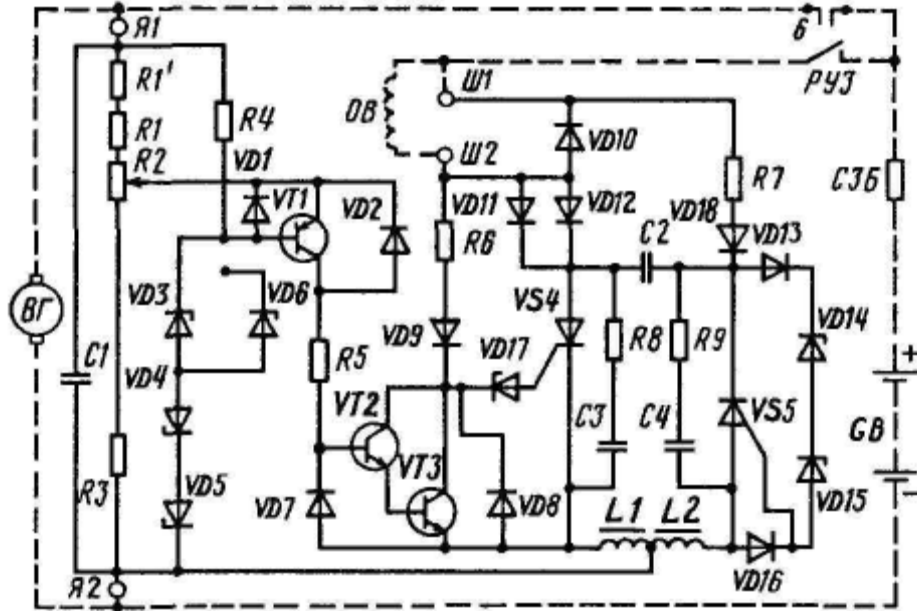 Я1
б
R1'
Ш1
РУЗ
R4
ОВ
R1
VD10
R2
VD1
Ш2
R7
СЗБ
VT1
VD2
VD11
VD12
VD18
R6
C2
VD13
ВГ
VD3
VD6
VS4
VD14
C1
VD4
R5
VD9
VD17
R8
R9
+
VT2
C3
C4
VS5
GB
R3
VD5
VT3
VD7
VD8
L1
L2
VD15
–
Я2
VD16